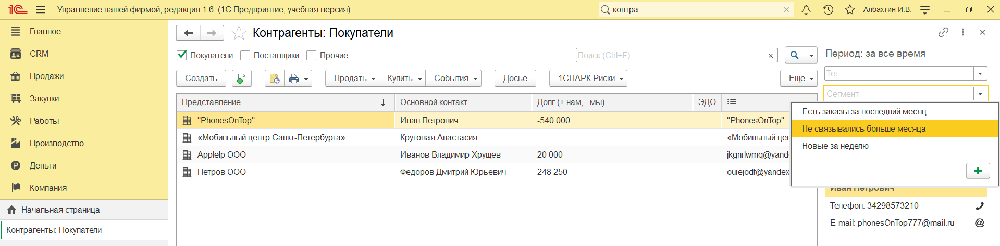 1С Управление нашей фирмой, редакция 1.6 (1С:Предприятие, учебная версия) контра Албахтин И.В.
Главное
CRM
Продажи
Закупки
Работы
Производство
Деньги
Компания
Начальная страница
Контрагенты: Покупатели
Контрагенты: Покупатели
Покупатели Поставщики Прочие Поиск (Ctrl+F) Период: за все время
Создать Продать Купить События Досье 1СПАРК Риски Еще
Тег
Сегмент
Представление Основной контакт Долг (+ нам, - мы) ЭДО
"PhonesOnTop" Иван Петрович -540 000 "PhonesOnTop"...
«Мобильный центр Санкт-Петербурга» Круговая Анастасия «Мобильный цен
Applelp ООО Иванов Владимир Хрущев 20 000 jkgnrlwmq@yande
Петров ООО Федоров Дмитрий Юрьевич 248 250 ouiejodf@yandex
Есть заказы за последний месяц
Не связывались больше месяца
Новые за неделю
Иван Петрович
Телефон: 34298573210
E-mail: phonesOnTop777@mail.ru